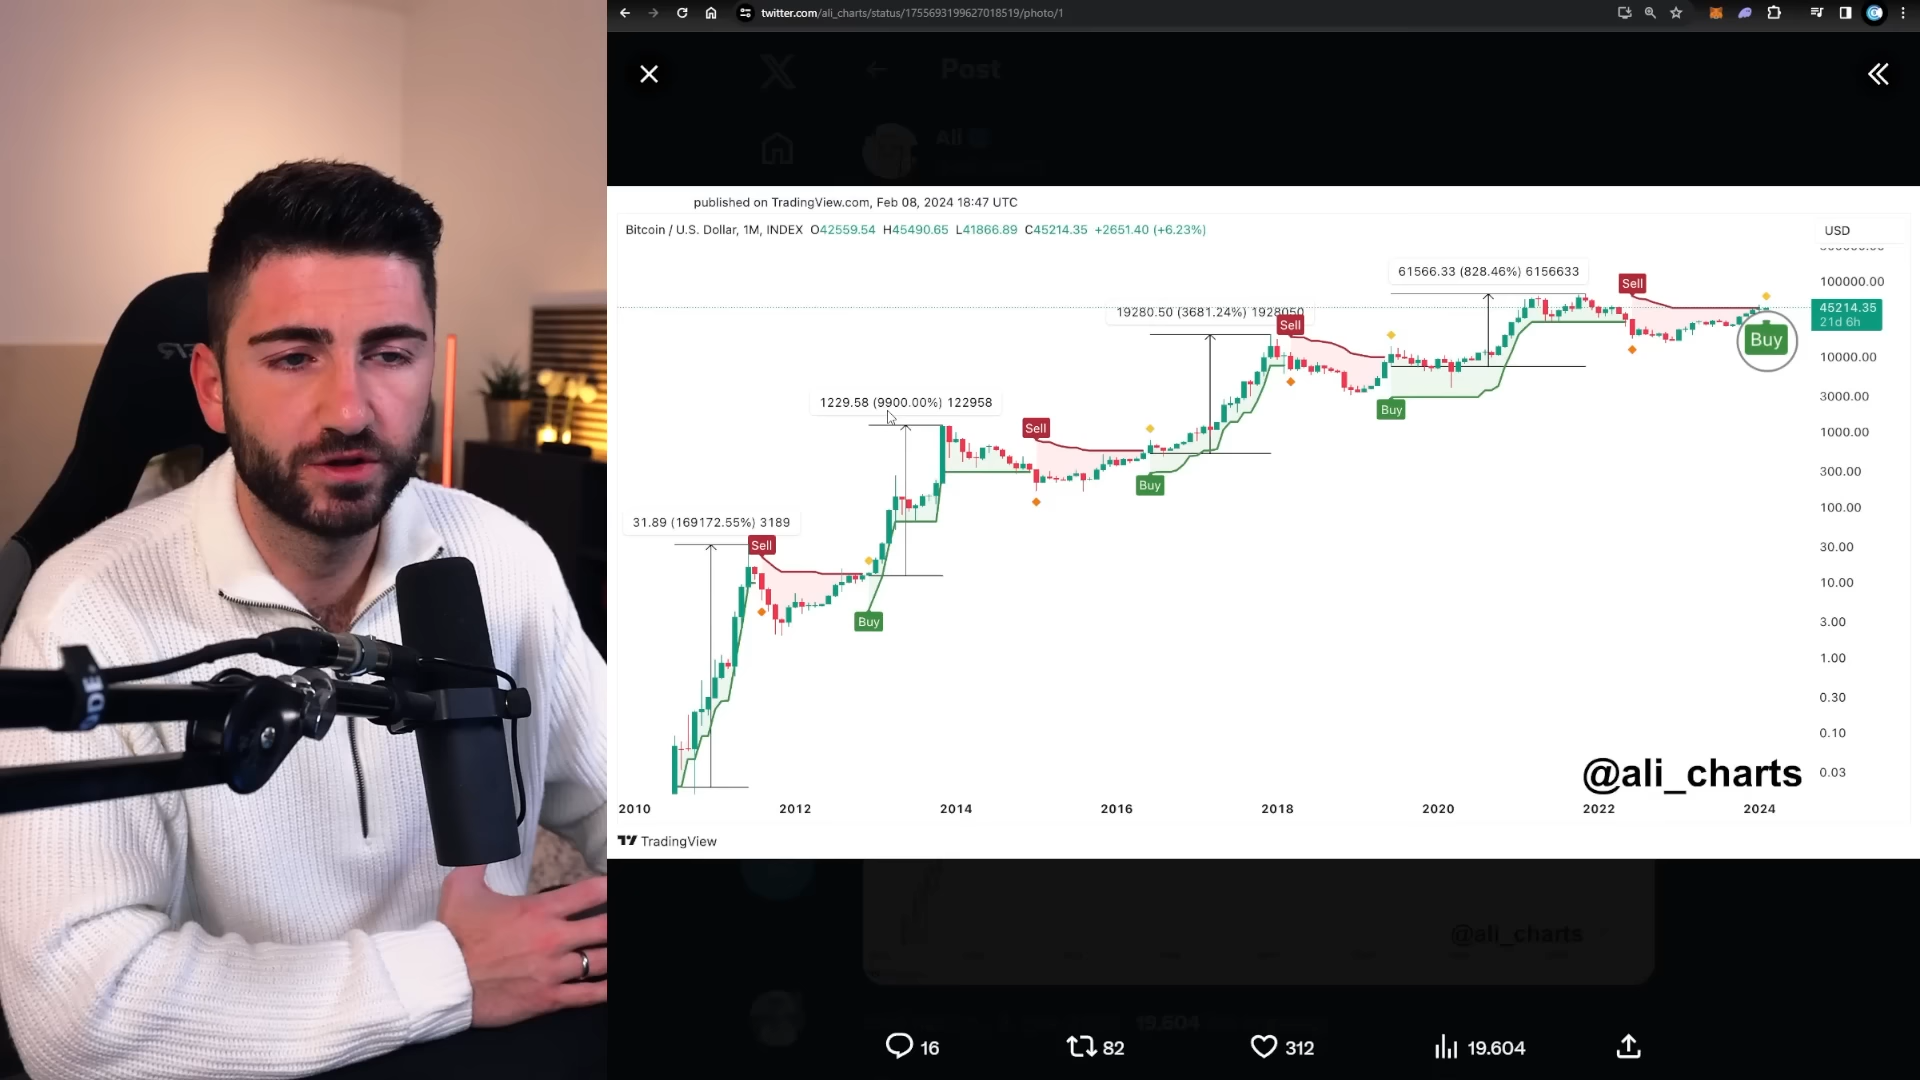 twitter.com/ali_charts/status/1755693199627018519/photo/1
Post
Ali
published on TradingView.com, Feb 08, 2024 18:47 UTC
Bitcoin / U.S. Dollar, 1M, INDEX O42559.54 H45490.65 L41866.89 C45214.35 +2651.40 (+6.23%)
USD
61566.33 (828.46%) 6156633
Sell
100000.00
45214.35
21d 6h
19280.50 (3681.24%) 1928050
Sell
Buy
10000.00
1229.58 (9900.00%) 122958
3000.00
Buy
Sell
1000.00
300.00
Buy
100.00
31.89 (169172.55%) 3189
Sell
30.00
10.00
Buy
3.00
1.00
0.30
0.10
@ali_charts
0.03
2010 2012 2014 2016 2018 2020 2022 2024
TradingView
@ali_charts
19.604
16 82 312 19.604